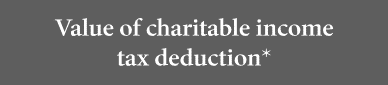 Value of charitable income
tax deduction*